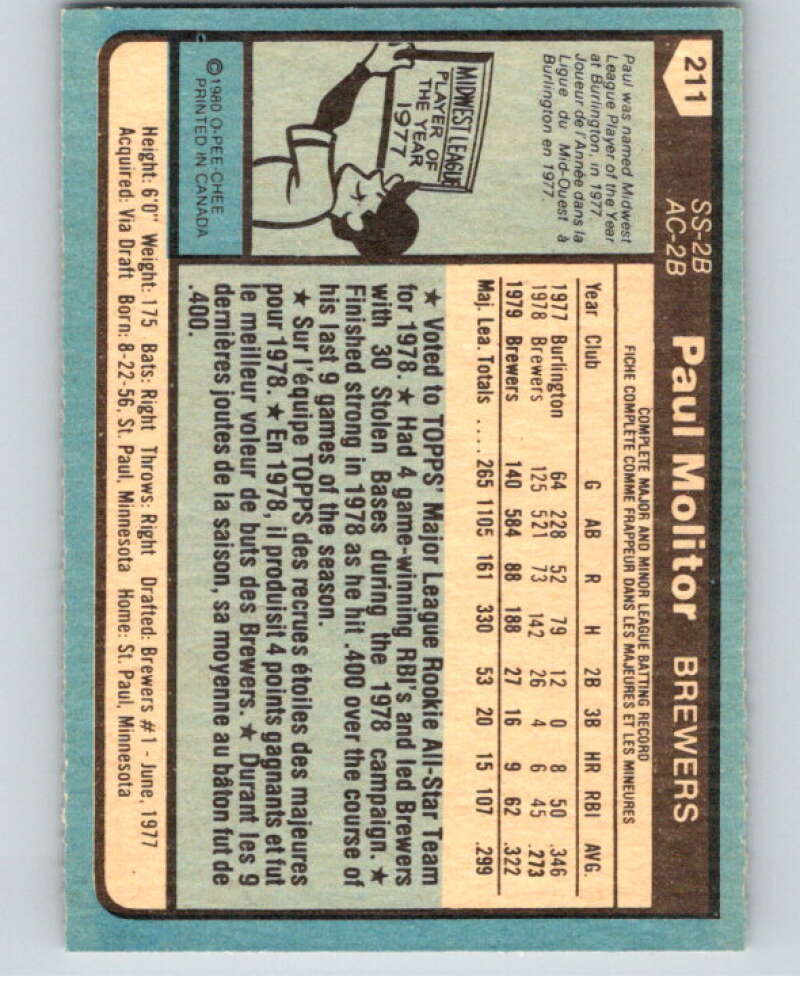 211
SS-2B
AC-2B
Paul Molitor BREWERS
Paul was named Midwest
League Player of the Year
at Burlington, in 1977.
Joueur de l'Année dans la
Ligue du Mid-Ouest à
Burlington en 1977.
MIDWEST LEAGUE
PLAYER OF
THE YEAR
1977
©1980 O-PEE-CHEE
PRINTED IN CANADA
COMPLETE MAJOR AND MINOR LEAGUE BATTING RECORD
FICHE COMPLÈTE COMME FRAPPEUR DANS LES MAJEURES ET LES MINEURES
Year Club G AB R H 2B 3B HR RBI AVG.
1977 Burlington 64 228 52 79 12 0 8 50 .346
1978 Brewers 125 521 73 142 26 4 6 45 .273
1979 Brewers 140 584 88 188 27 16 9 62 .322
Maj. Lea. Totals .... 265 1105 161 330 53 20 15 107 .299
★ Voted to TOPPS' Major League Rookie All-Star Team
for 1978. ★ Had 4 game-winning RBI's and led Brewers
with 30 Stolen Bases during the 1978 campaign. ★
Finished strong in 1978 as he hit .400 over the course of
his last 9 games of the season.
★ Sur l'équipe TOPPS des recrues étoiles des majeures
pour 1978. ★ En 1978, il produisit 4 points gagnants et fut
le meilleur voleur de buts des Brewers. ★ Durant les 9
dernières joutes de la saison, sa moyenne au bâton fut de
.400.
Height: 6'0" Weight: 175 Bats: Right Throws: Right Drafted: Brewers #1 - June, 1977
Acquired: Via Draft Born: 8-22-56, St. Paul, Minnesota Home: St. Paul, Minnesota